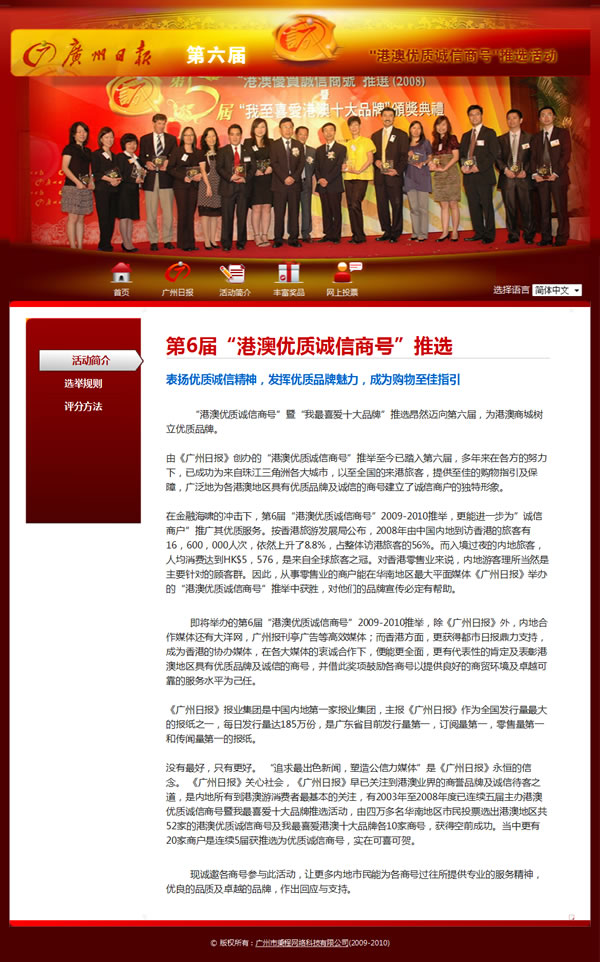 廣州日報
第六届
"港澳优质诚信商号"推选活动
第5届
"港澳優質誠信商號"推選(2008)
暨
"我至喜愛港澳十大品牌"頒獎典禮
首页
广州日报
活动简介
丰富奖品
网上投票
选择语言 简体中文
活动简介
选举规则
评分方法
第6届“港澳优质诚信商号”推选
表扬优质诚信精神，发挥优质品牌魅力，成为购物至佳指引
“港澳优质诚信商号”暨“我最喜爱十大品牌”推选昂然迈向第六届，为港澳商城树
立优质品牌。
由《广州日报》创办的“港澳优质诚信商号”推举至今已踏入第六届，多年来在各方的努力
下，已成功为来自珠江三角洲各大城市，以至全国的来港旅客，提供至佳的购物指引及保
障，广泛地为各港澳地区具有优质品牌及诚信的商号建立了诚信商户的独特形象。
在金融海啸的冲击下，第6届“港澳优质诚信商号”2009-2010推举，更能进一步为“诚信
商户”推广其优质服务。按香港旅游发展局公布，2008年由中国内地到访香港的旅客有
16，600，000人次，依然上升了8.8%，占整体访港旅客的56%。而入境过夜的内地旅客，
人均消费达到HK$5，576，是来自全球旅客之冠。对香港零售业来说，内地游客理所当然是
主要针对的顾客群。因此，从事零售业的商户能在华南地区最大平面媒体《广州日报》举办
的“港澳优质诚信商号”推举中获胜，对他们的品牌宣传必定有帮助。
即将举办的第6届“港澳优质诚信商号”2009-2010推举，除《广州日报》外，内地合
作媒体还有大洋网，广州报刊亭广告等高效媒体；而香港方面，更获得都市日报鼎力支持，
成为香港的协办媒体，在各大媒体的衷诚合作下，便能更全面，更有代表性的肯定及表彰港
澳地区具有优质品牌及诚信的商号，并借此奖项鼓励各商号以提供良好的商贸环境及卓越可
靠的服务水平为己任。
《广州日报》报业集团是中国内地第一家报业集团，主报《广州日报》作为全国发行量最大
的报纸之一，每日发行量达185万份，是广东省目前发行量第一，订阅量第一，零售量第一
和传阅量第一的报纸。
没有最好，只有更好。 “追求最出色新闻，塑造公信力媒体”是《广州日报》永恒的信
念。 《广州日报》关心社会，《广州日报》早已关注到港澳业界的商誉品牌及诚信待客之
道，是内地所有到港澳游消费者最基本的关注，有2003年至2008年度已连续五届主办港澳
优质诚信商号暨我最喜爱十大品牌推选活动，由四万多名华南地区市民投票选出港澳地区共
52家的港澳优质诚信商号及我最喜爱港澳十大品牌各10家商号，获得空前成功。当中更有
20家商户是连续5届获推选为优质诚信商号，实在可喜可贺。
现诚邀各商号参与此活动，让更多内地市民能为各商号过往所提供专业的服务精神，
优良的品质及卓越的品牌，作出回应与支持。
© 版权所有：广州市乘程网络科技有限公司(2009-2010)